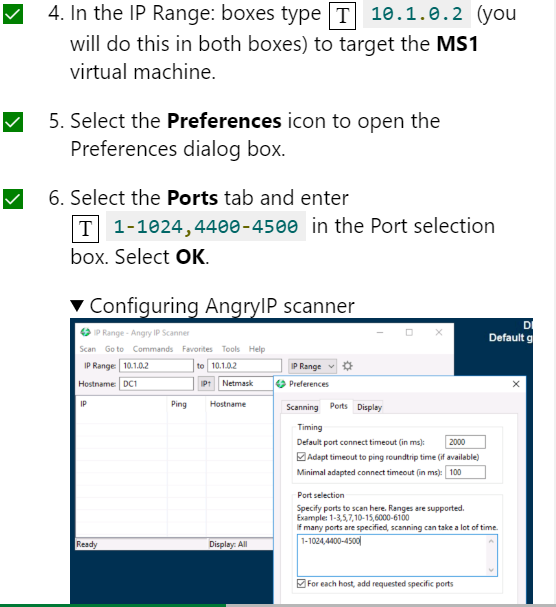 4. In the IP Range: boxes type T 10.1.0.2 (you
will do this in both boxes) to target the MS1
virtual machine.
5. Select the Preferences icon to open the
Preferences dialog box.
6. Select the Ports tab and enter
T 1-1024,4400-4500 in the Port selection
box. Select OK.
▼ Configuring AngryIP scanner
IP Range - Angry IP Scanner
Default g
Scan Go to Commands Favorites Tools Help
IP Range: 10.1.0.2 to 10.1.0.2 IP Range
Hostname: DC1 IP↑ Netmask
IP Ping Hostname
Ready Display: All
Preferences
Scanning Ports Display
Timing
Default port connect timeout (in ms): 2000
Adapt timeout to ping roundtrip time (if available)
Minimal adapted connect timeout (in ms): 100
Port selection
Specify ports to scan here. Ranges are supported.
Example: 1-3,5,7,10-15,6000-6100
If many ports are specified, scanning can take a lot of time.
1-1024,4400-4500
For each host, add requested specific ports